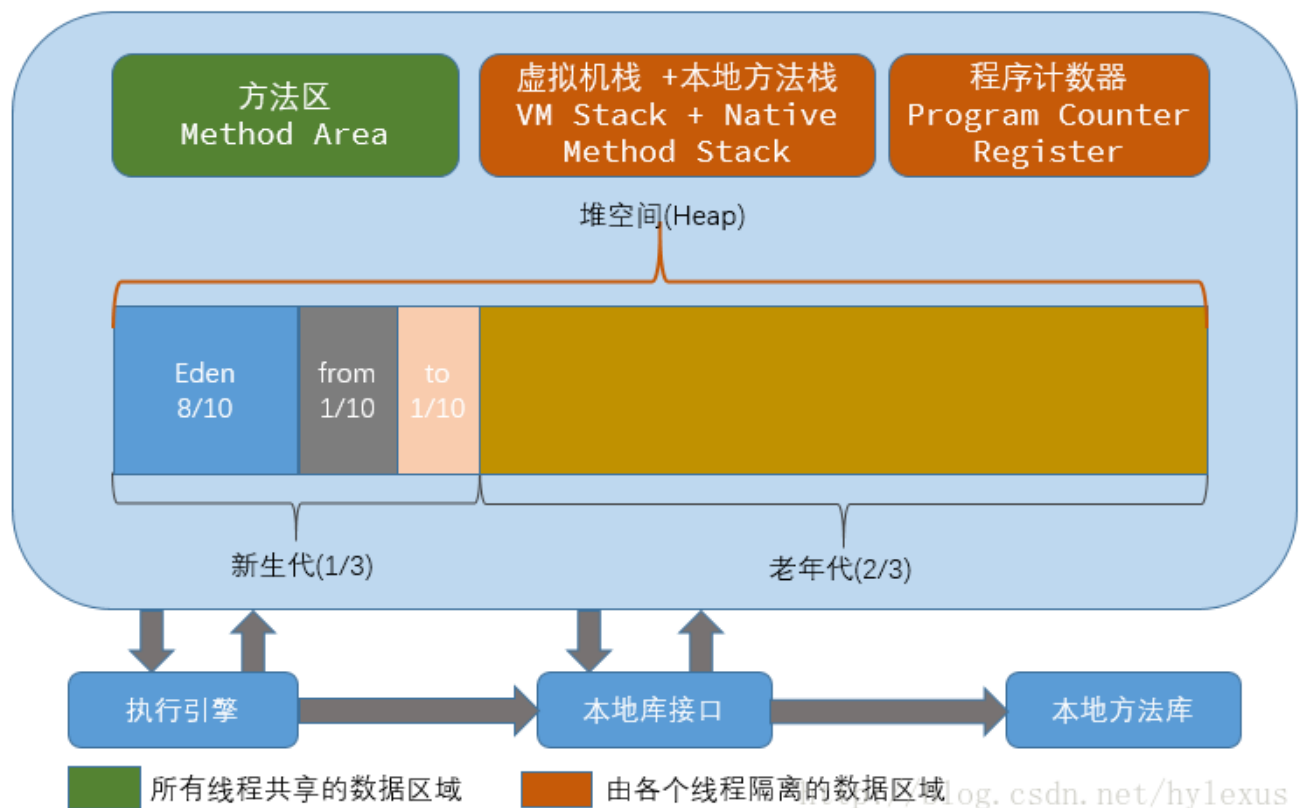 方法区
Method Area
虚拟机栈 +本地方法栈
VM Stack + Native
Method Stack
程序计数器
Program Counter
Register
堆空间(Heap)
Eden
8/10
from
1/10
to
1/10
新生代(1/3)
老年代(2/3)
执行引擎
本地库接口
本地方法库
所有线程共享的数据区域
由各个线程隔离的数据区域
http://blog.csdn.net/hylexus